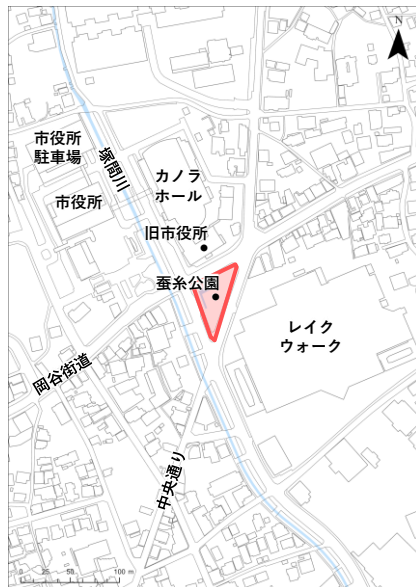 N
市役所
駐車場
塚間川
カノラ
ホール
市役所
旧市役所
蚕糸公園
レイク
ウォーク
岡谷街道
中央通り
0 25 50 100 m